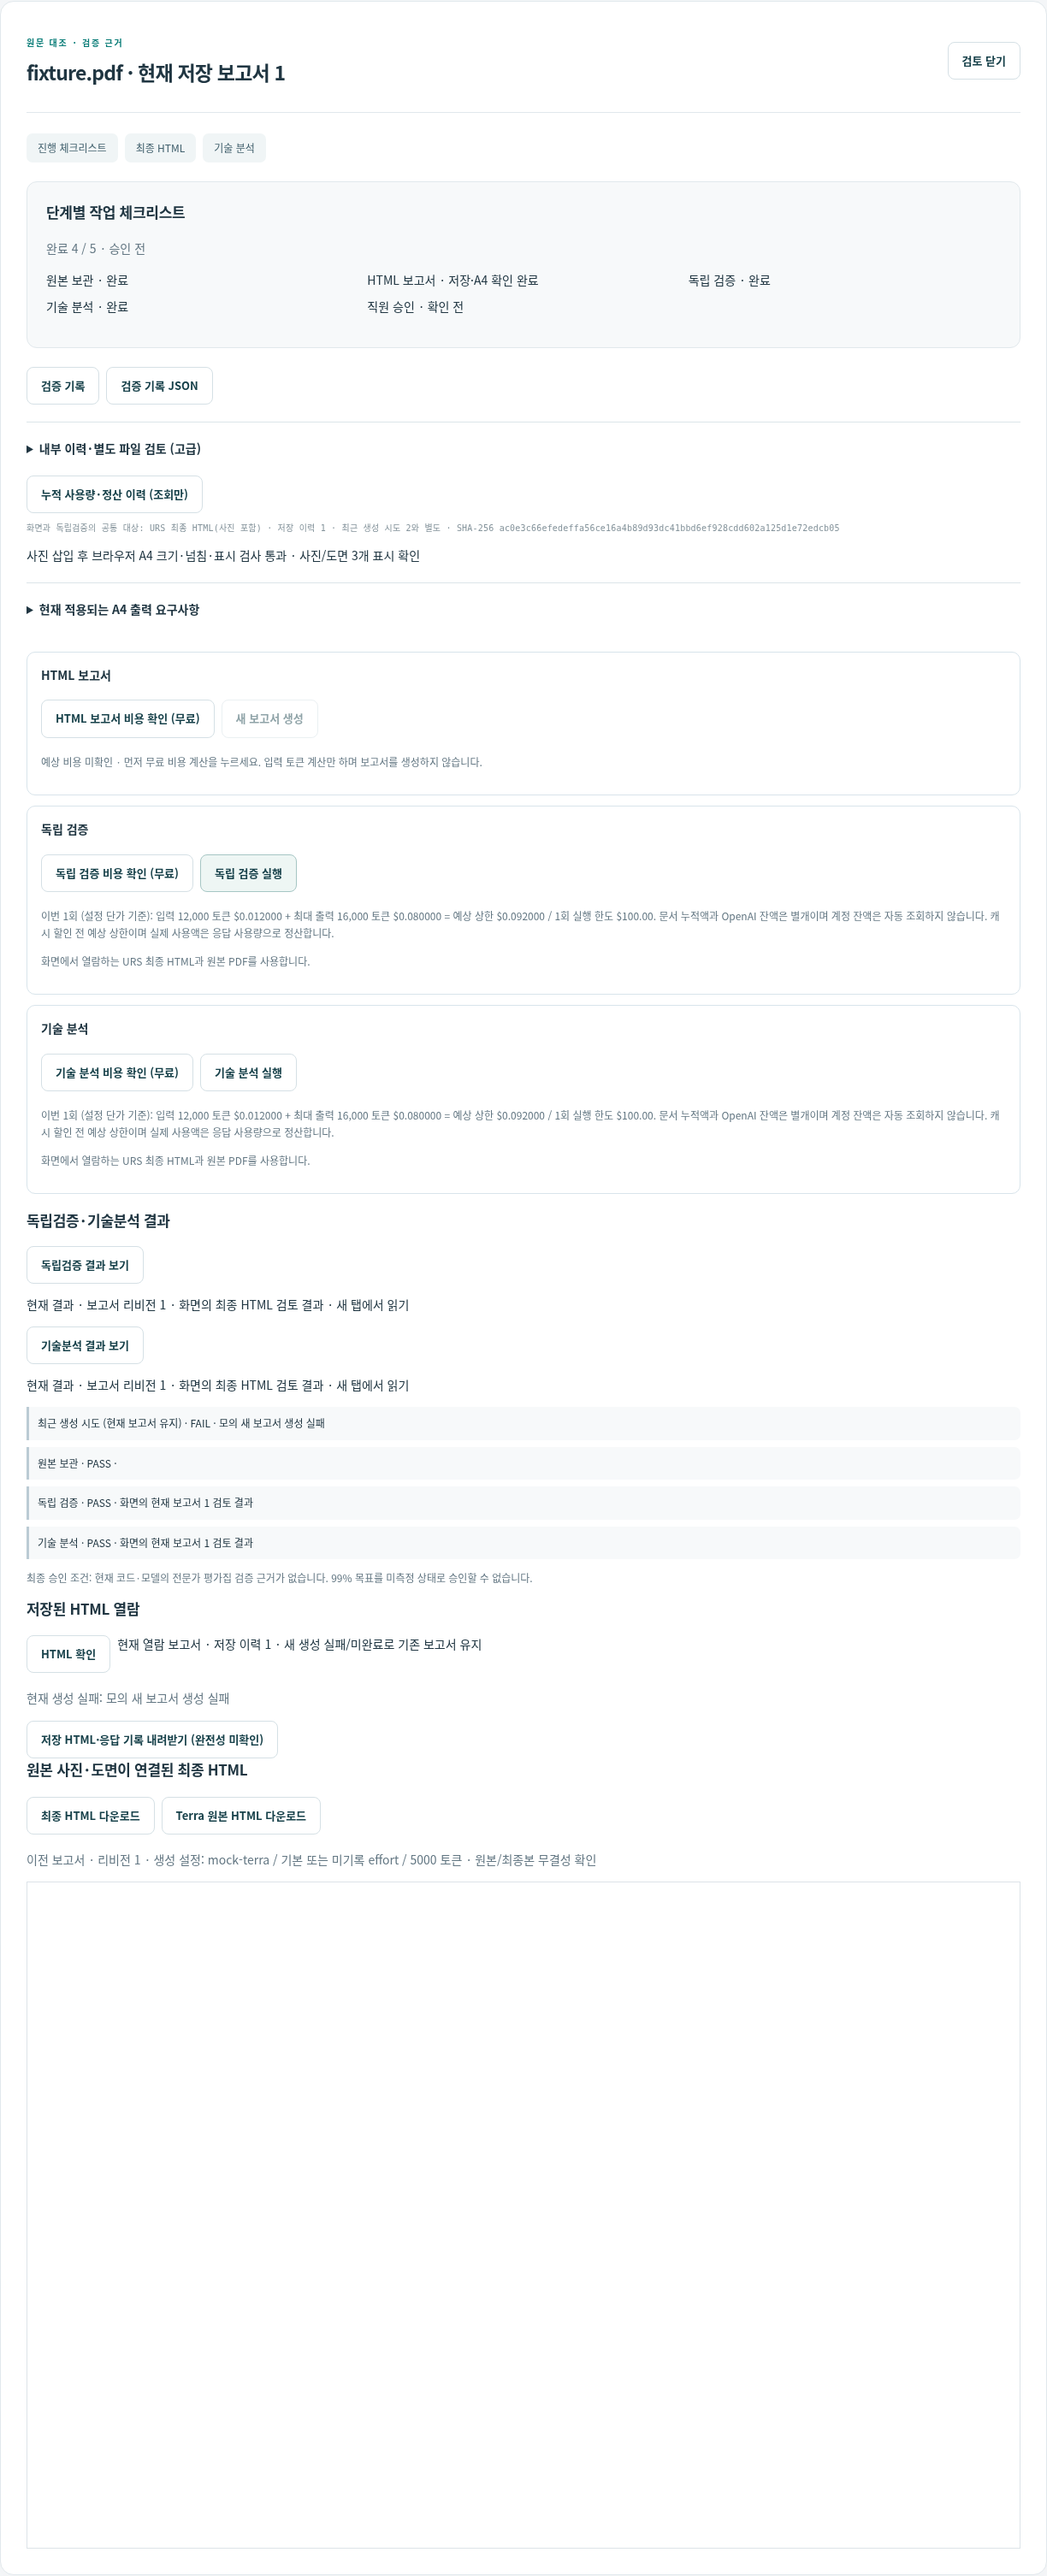 원문 대조 · 검증 근거
fixture.pdf · 현재 저장 보고서 1
검토 닫기
진행 체크리스트
최종 HTML
기술 분석
단계별 작업 체크리스트
완료 4 / 5 · 승인 전
원본 보관 · 완료
HTML 보고서 · 저장·A4 확인 완료
독립 검증 · 완료
기술 분석 · 완료
직원 승인 · 확인 전
검증 기록
검증 기록 JSON
▶ 내부 이력·별도 파일 검토 (고급)
누적 사용량·정산 이력 (조회만)
화면과 독립검증의 공통 대상: URS 최종 HTML(사진 포함) · 저장 이력 1 · 최근 생성 시도 2와 별도 · SHA-256 ac0e3c66efedeffa56ce16a4b89d93dc41bbd6ef928cdd602a125d1e72edcb05
사진 삽입 후 브라우저 A4 크기·넘침·표시 검사 통과 · 사진/도면 3개 표시 확인
▶ 현재 적용되는 A4 출력 요구사항
HTML 보고서
HTML 보고서 비용 확인 (무료)
새 보고서 생성
예상 비용 미확인 · 먼저 무료 비용 계산을 누르세요. 입력 토큰 계산만 하며 보고서를 생성하지 않습니다.
독립 검증
독립 검증 비용 확인 (무료)
독립 검증 실행
이번 1회 (설정 단가 기준): 입력 12,000 토큰 $0.012000 + 최대 출력 16,000 토큰 $0.080000 = 예상 상한 $0.092000 / 1회 실행 한도 $100.00. 문서 누적액과 OpenAI 잔액은 별개이며 계정 잔액은 자동 조회하지 않습니다. 캐
시 할인 전 예상 상한이며 실제 사용액은 응답 사용량으로 정산합니다.
화면에서 열람하는 URS 최종 HTML과 원본 PDF를 사용합니다.
기술 분석
기술 분석 비용 확인 (무료)
기술 분석 실행
이번 1회 (설정 단가 기준): 입력 12,000 토큰 $0.012000 + 최대 출력 16,000 토큰 $0.080000 = 예상 상한 $0.092000 / 1회 실행 한도 $100.00. 문서 누적액과 OpenAI 잔액은 별개이며 계정 잔액은 자동 조회하지 않습니다. 캐
시 할인 전 예상 상한이며 실제 사용액은 응답 사용량으로 정산합니다.
화면에서 열람하는 URS 최종 HTML과 원본 PDF를 사용합니다.
독립검증·기술분석 결과
독립검증 결과 보기
현재 결과 · 보고서 리비전 1 · 화면의 최종 HTML 검토 결과 · 새 탭에서 읽기
기술분석 결과 보기
현재 결과 · 보고서 리비전 1 · 화면의 최종 HTML 검토 결과 · 새 탭에서 읽기
최근 생성 시도 (현재 보고서 유지) · FAIL · 모의 새 보고서 생성 실패
원본 보관 · PASS ·
독립 검증 · PASS · 화면의 현재 보고서 1 검토 결과
기술 분석 · PASS · 화면의 현재 보고서 1 검토 결과
최종 승인 조건: 현재 코드·모델의 전문가 평가집 검증 근거가 없습니다. 99% 목표를 미측정 상태로 승인할 수 없습니다.
저장된 HTML 열람
HTML 확인
현재 열람 보고서 · 저장 이력 1 · 새 생성 실패/미완료로 기존 보고서 유지
현재 생성 실패: 모의 새 보고서 생성 실패
저장 HTML·응답 기록 내려받기 (완전성 미확인)
원본 사진·도면이 연결된 최종 HTML
최종 HTML 다운로드
Terra 원본 HTML 다운로드
이전 보고서 · 리비전 1 · 생성 설정: mock-terra / 기본 또는 미기록 effort / 5000 토큰 · 원본/최종본 무결성 확인